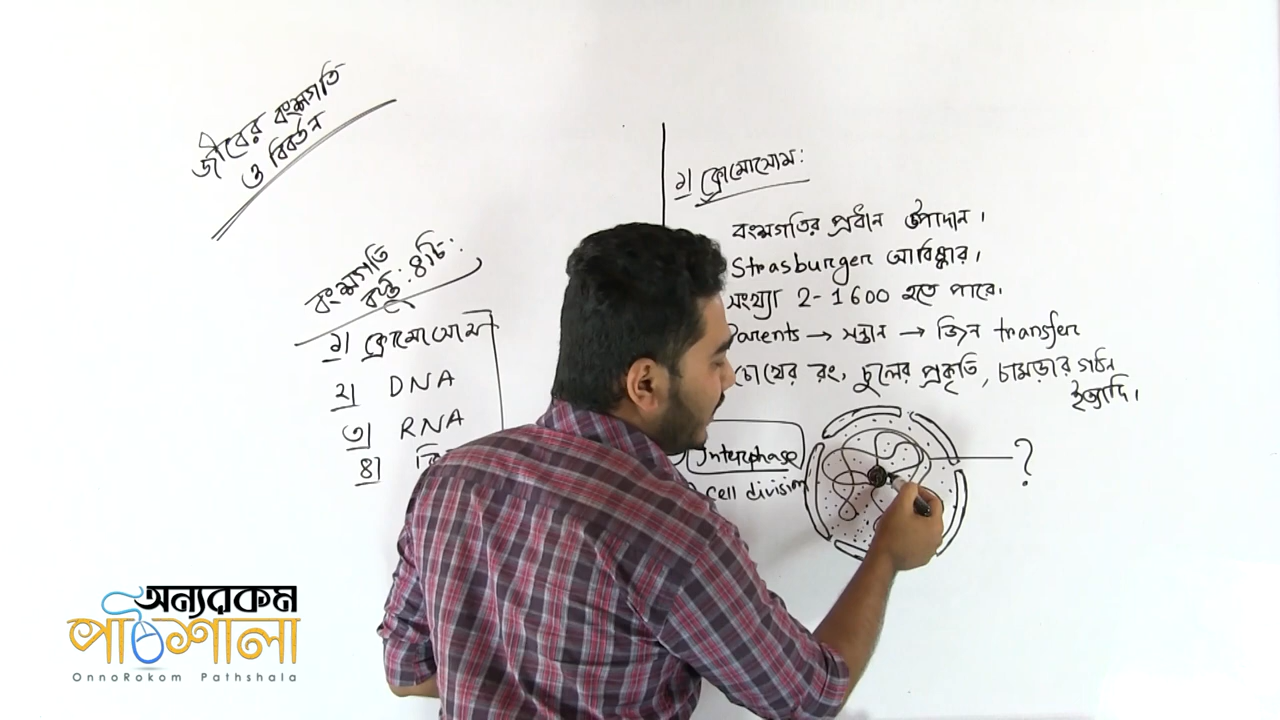 জীবের বংশগতি
ও বিবর্তন
বংশগতি
বস্তু: ৪টি:
১| ক্রোমোসোম
২| DNA
৩| RNA
৪|
১| ক্রোমোসোম:
বংশগতির প্রধান উপাদান।
Strasburger আবিষ্কার।
সংখ্যা 2-1600 হতে পারে।
Parents → সন্তান → জিন transfer
চোখের রং, চুলের প্রকৃতি, চামড়ার গঠন
ইত্যাদি।
Interphase
cell division
?
অন্যরকম
পাঠশালা
OnnoRokom Pathshala